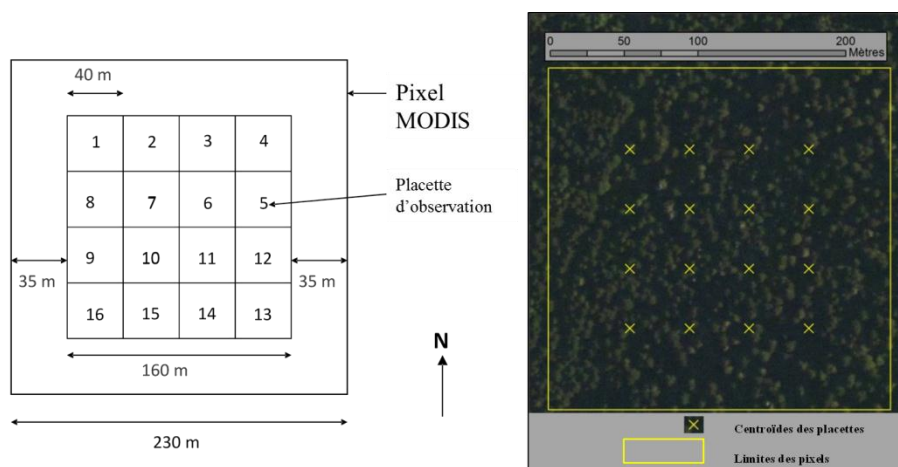 40 m
Pixel
MODIS
1 2 3 4
Placette
d'observation
8 7 6 5
9 10 11 12
35 m 35 m
16 15 14 13
160 m
N
230 m
0 50 100 200
Mètres
Centroïdes des placettes
Limites des pixels